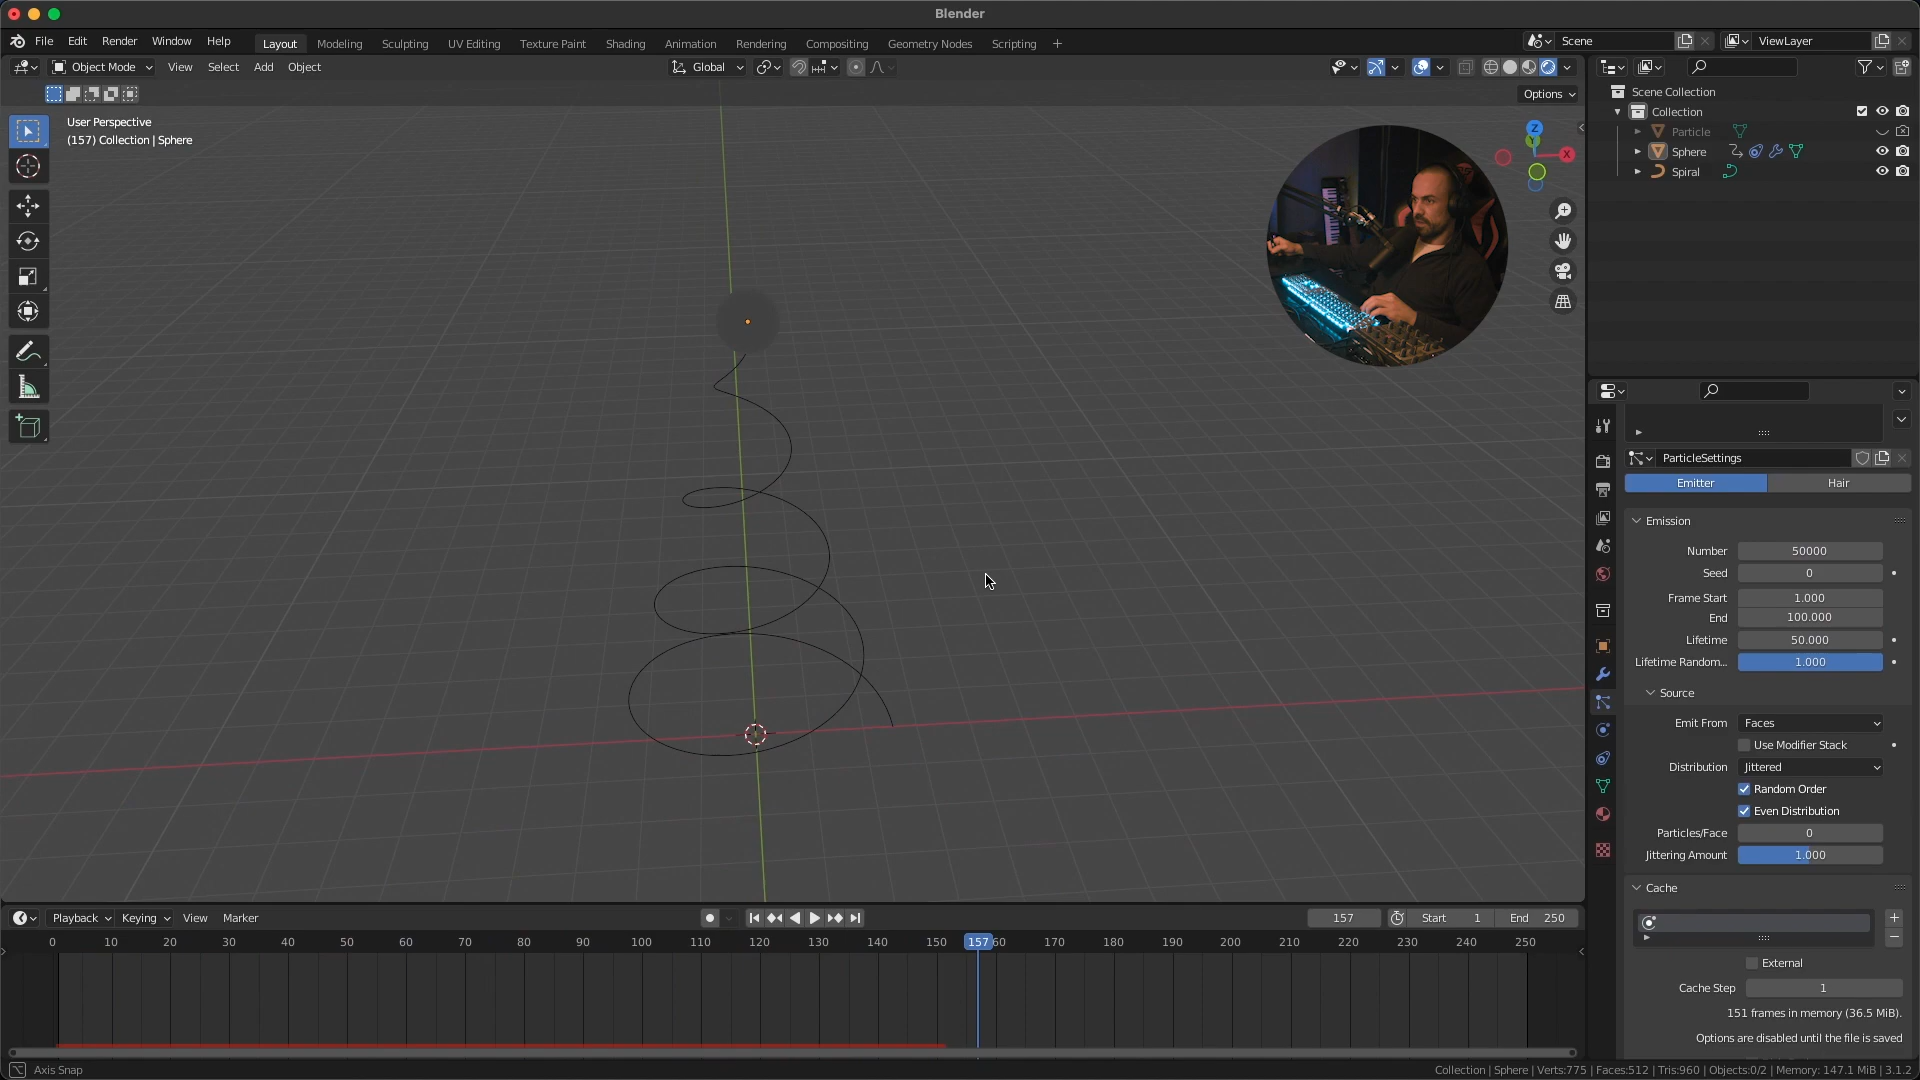 Blender
File Edit Render Window Help
Layout Modeling Sculpting UV Editing Texture Paint Shading Animation Rendering Compositing Geometry Nodes Scripting +
Scene
ViewLayer
Object Mode View Select Add Object
Global
Options
User Perspective
(157) Collection | Sphere
Z
Y
X
Scene Collection
Collection
Particle
Sphere
Spiral
ParticleSettings
Emitter Hair
Emission
Number 50000
Seed 0
Frame Start 1.000
End 100.000
Lifetime 50.000
Lifetime Random... 1.000
Source
Emit From Faces
Use Modifier Stack
Distribution Jittered
Random Order
Even Distribution
Particles/Face 0
Jittering Amount 1.000
Cache
External
Cache Step 1
151 frames in memory (36.5 MiB).
Options are disabled until the file is saved
Playback Keying View Marker
157 Start 1 End 250
0 10 20 30 40 50 60 70 80 90 100 110 120 130 140 150 157 60 170 180 190 200 210 220 230 240 250
Axis Snap
Collection | Sphere | Verts:775 | Faces:512 | Tris:960 | Objects:0/2 | Memory: 147.1 MiB | 3.1.2